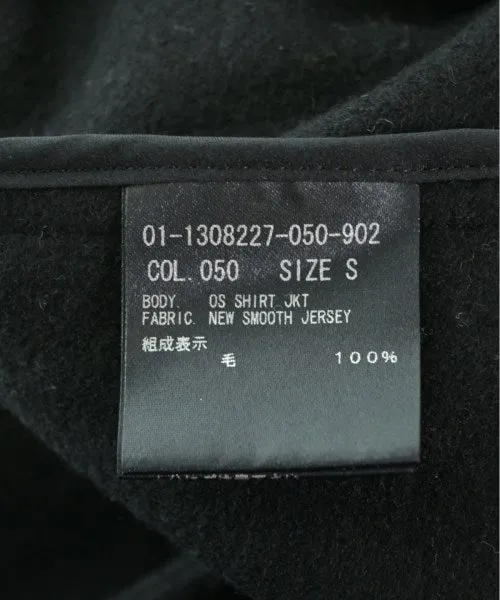 01-1308227-050-902
COL. 050 SIZE S
BODY. OS SHIRT JKT
FABRIC. NEW SMOOTH JERSEY
組成表示
毛 100%